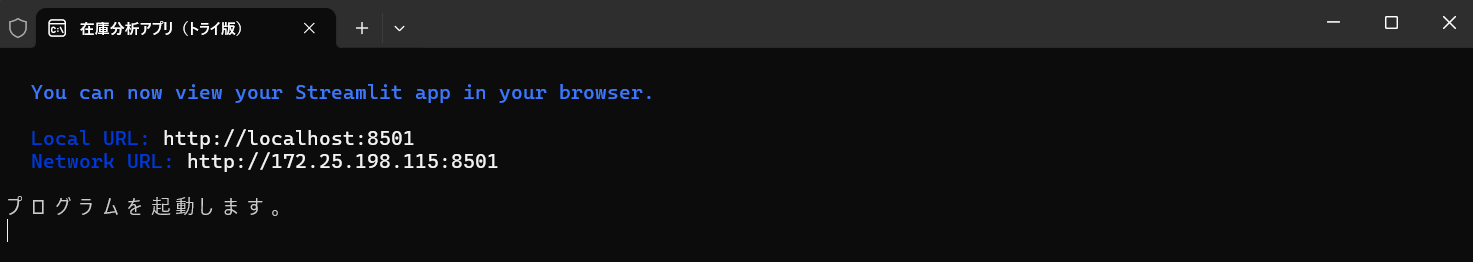 在庫分析アプリ（トライ版）
You can now view your Streamlit app in your browser.
Local URL: http://localhost:8501
Network URL: http://172.25.198.115:8501
プログラムを起動します。